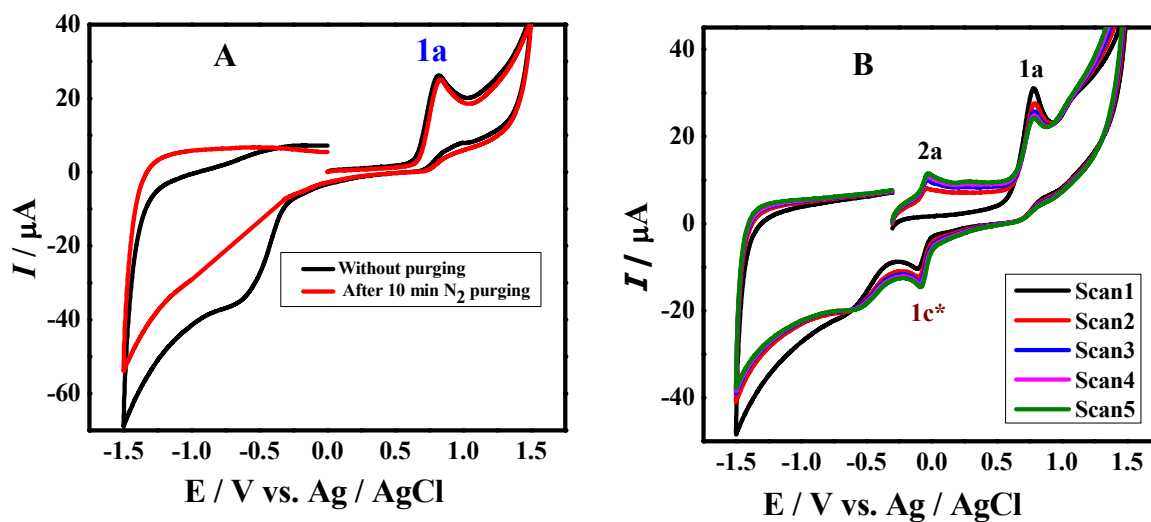 A
1a
40
20
0
-20
-40
-60
I / µA
Without purging
After 10 min N2 purging
-1.5 -1.0 -0.5 0.0 0.5 1.0 1.5
E / V vs. Ag / AgCl
B
1a
2a
1c*
40
20
0
-20
-40
I / µA
Scan1
Scan2
Scan3
Scan4
Scan5
-1.5 -1.0 -0.5 0.0 0.5 1.0 1.5
E / V vs. Ag / AgCl